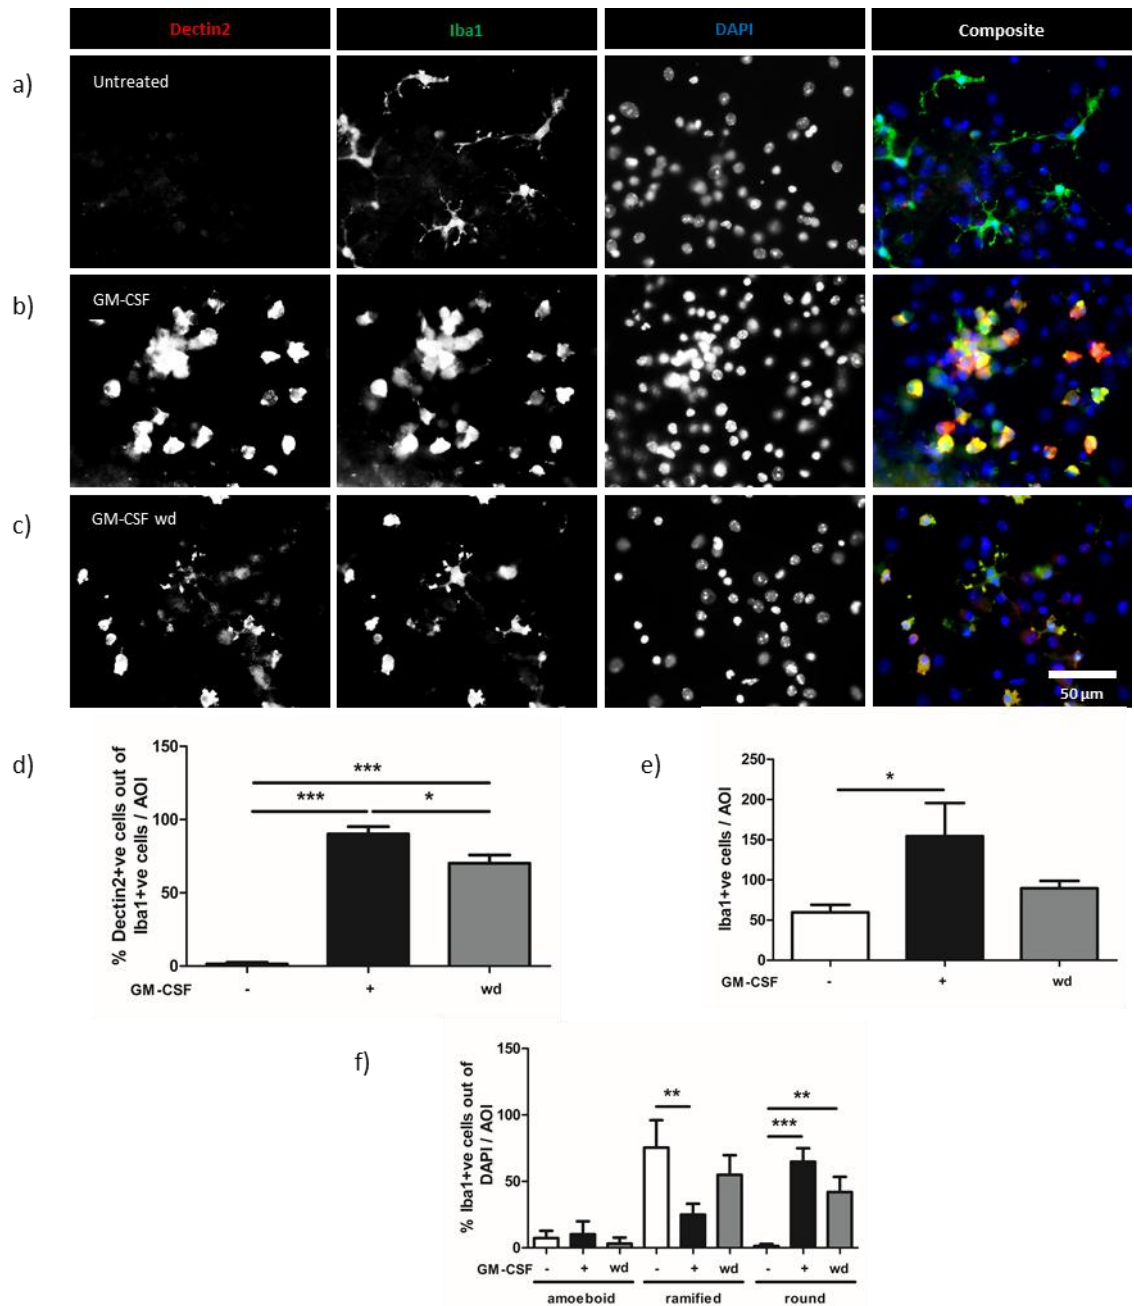 Dectin2 Iba1 DAPI Composite
a) Untreated
b) GM-CSF
c) GM-CSF wd
50 µm
d)
% Dectin2+ve cells out of
Iba1+ve cells / AOI
150
100
50
0
***
*** *
GM-CSF - + wd
e)
Iba1+ve cells / AOI
250
200
150
100
50
0
*
GM-CSF - + wd
f)
% Iba1+ve cells out of
DAPI / AOI
150
100
50
0
**
**
***
GM-CSF - + wd - + wd - + wd
amoeboid ramified round